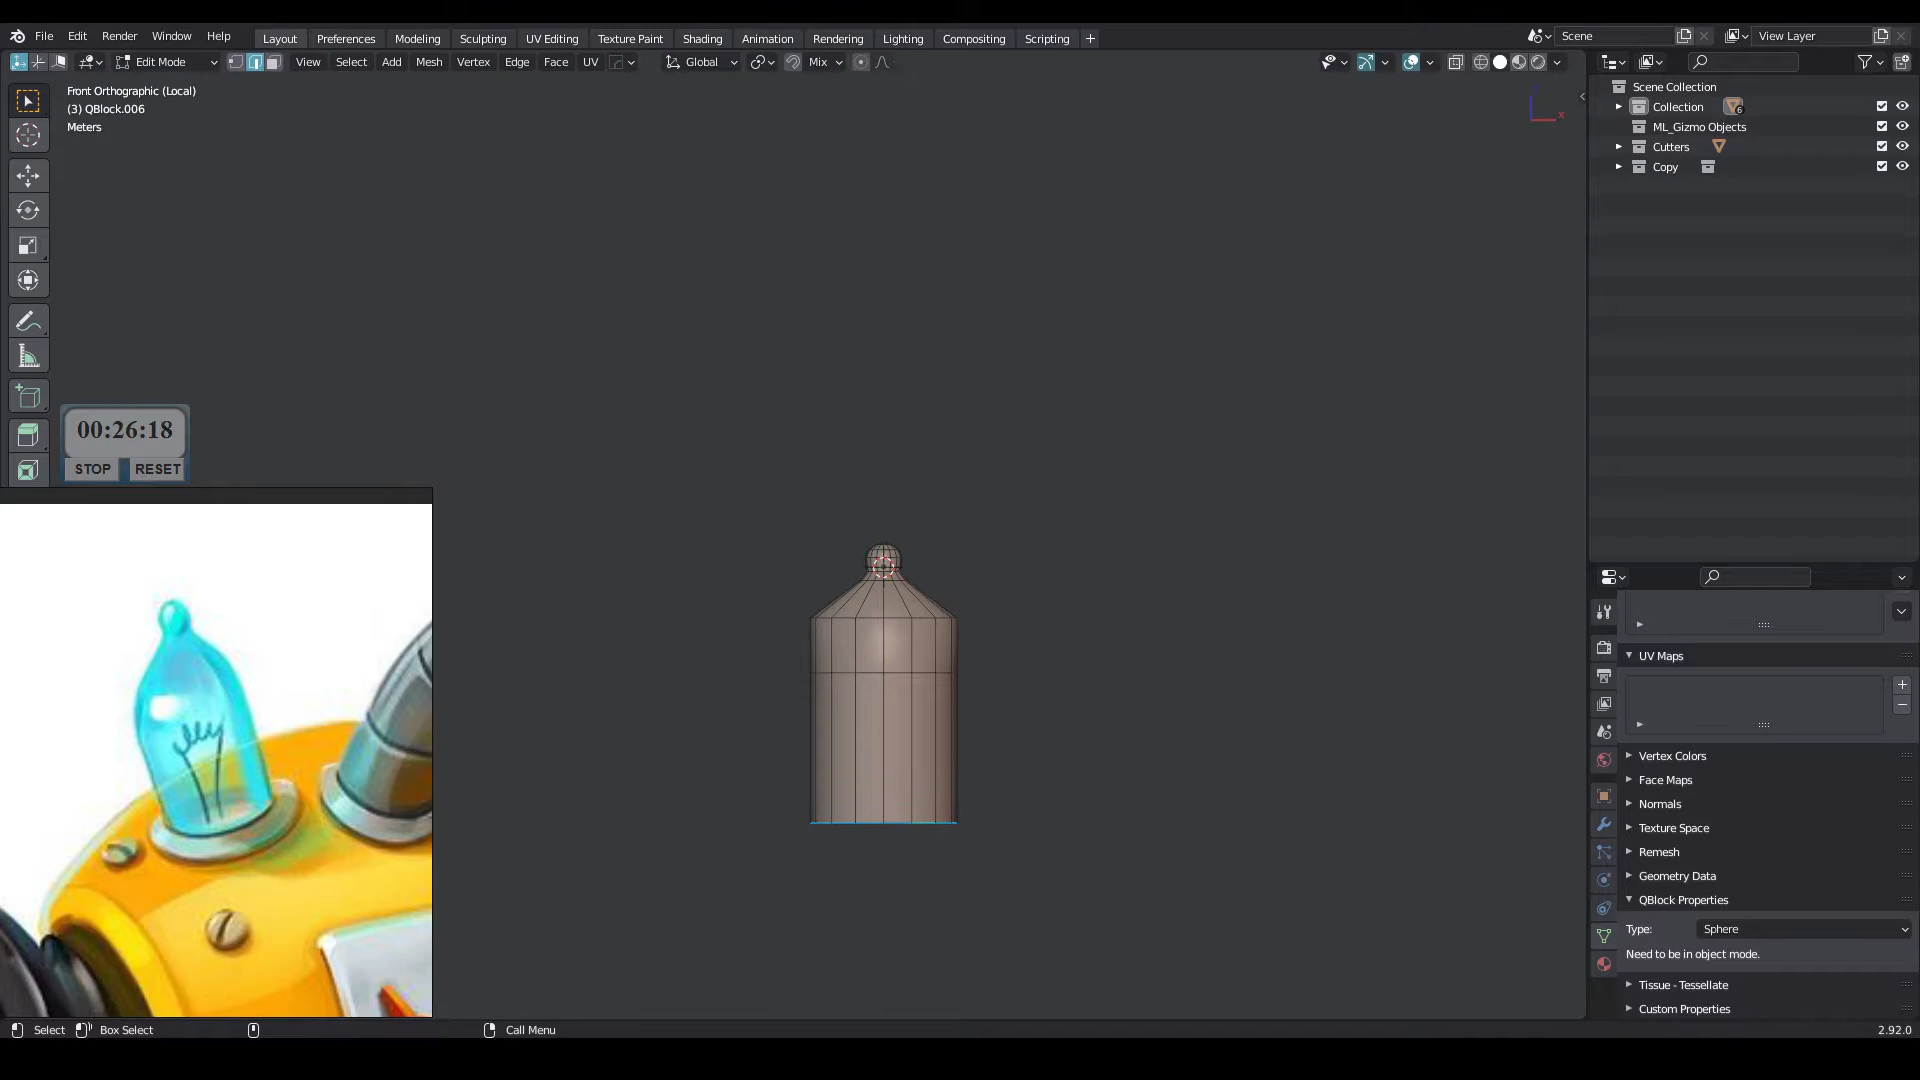 File Edit Render Window Help Layout Preferences Modeling Sculpting UV Editing Texture Paint Shading Animation Rendering Lighting Compositing Scripting + Scene View Layer
Edit Mode View Select Add Mesh Vertex Edge Face UV Global Mix
Front Orthographic (Local)
(3) QBlock.006
Meters
X
Scene Collection
Collection 6
ML_Gizmo Objects
Cutters
Copy
00:26:18
STOP RESET
UV Maps
Vertex Colors
Face Maps
Normals
Texture Space
Remesh
Geometry Data
QBlock Properties
Type: Sphere
Need to be in object mode.
Tissue - Tessellate
Custom Properties
Select Box Select Call Menu 2.92.0